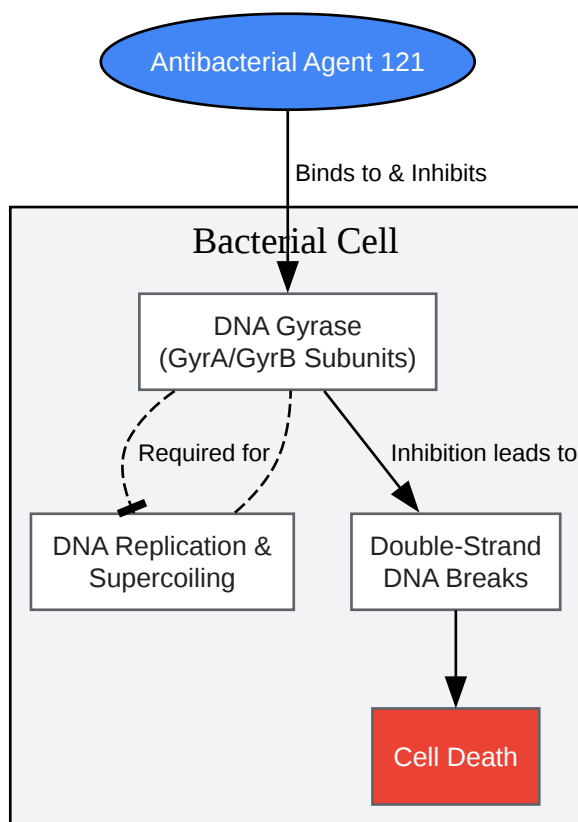 Antibacterial Agent 121
Binds to & Inhibits
Bacterial Cell
DNA Gyrase
(GyrA/GyrB Subunits)
Required for
Inhibition leads to
DNA Replication &
Supercoiling
Double-Strand
DNA Breaks
Cell Death